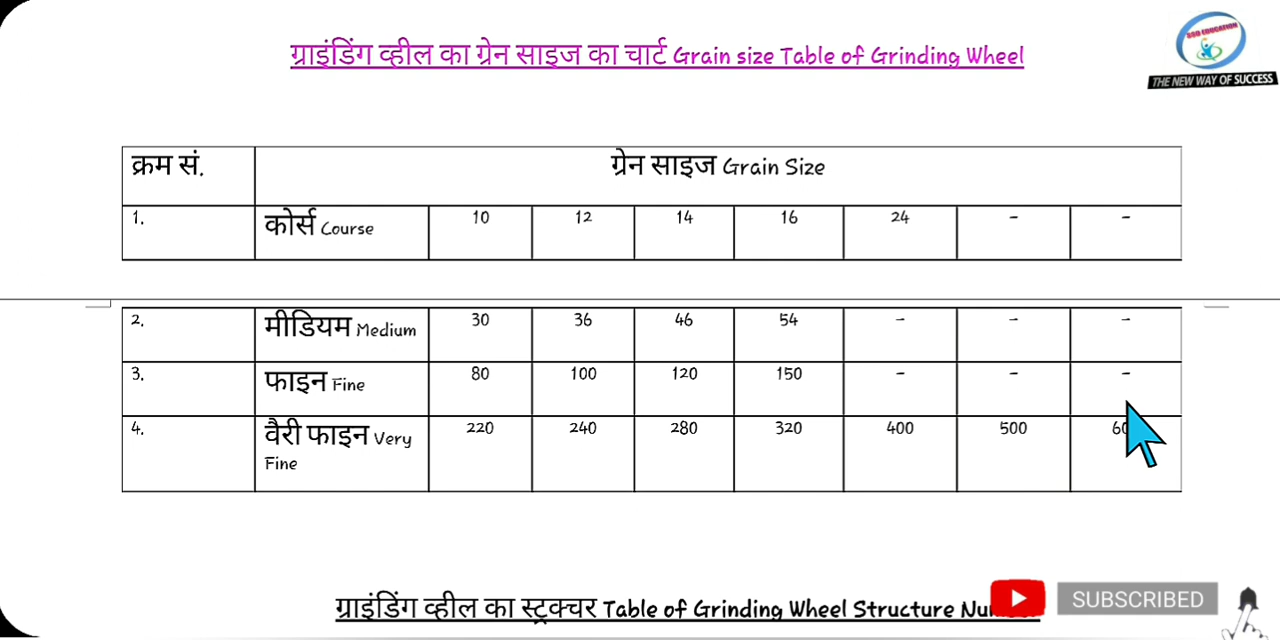 ग्राइंडिंग व्हील का ग्रेन साइज का चार्ट Grain size Table of Grinding Wheel
SSD EDUCATION
THE NEW WAY OF SUCCESS
क्रम सं. ग्रेन साइज Grain Size
1. कोर्स Course 10 12 14 16 24 - -
2. मीडियम Medium 30 36 46 54 - - -
3. फाइन Fine 80 100 120 150 - - -
4. वैरी फाइन Very 220 240 280 320 400 500
Fine
ग्राइंडिंग व्हील का स्ट्रक्चर Table of Grinding Wheel Structure
SUBSCRIBED